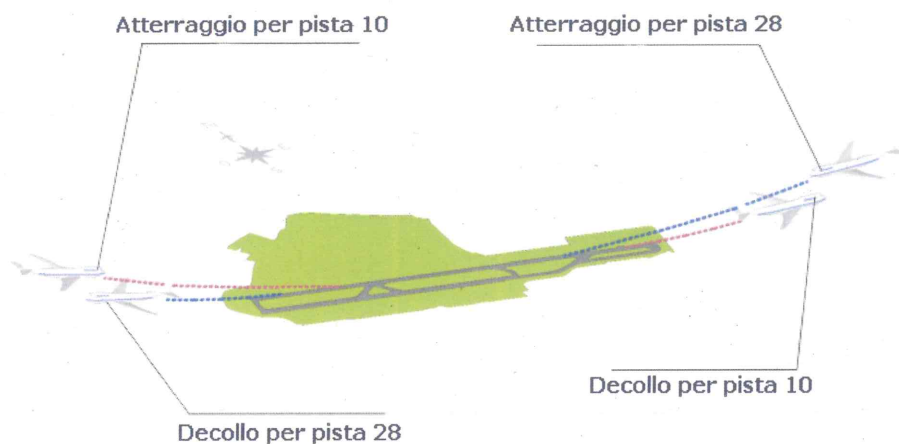 Atterraggio per pista 10
Atterraggio per pista 28
Decollo per pista 10
Decollo per pista 28